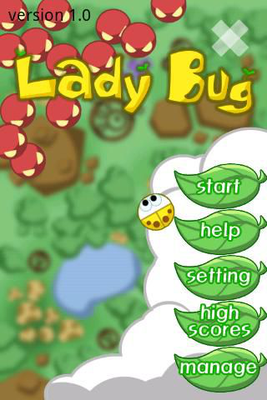 version 1.0
Lady Bug
start
help
setting
high
scores
manage